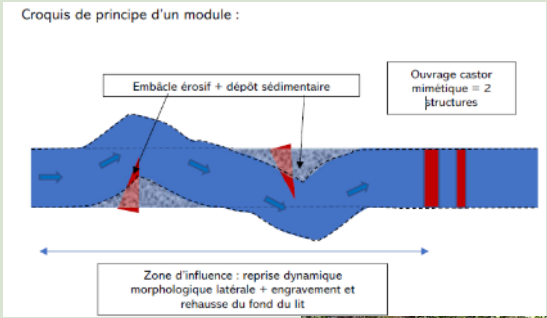 Croquis de principe d'un module :
Embâcle érosif + dépôt sédimentaire
Ouvrage castor
mimétique = 2
structures
Zone d'influence : reprise dynamique
morphologique latérale + engravement et
rehausse du fond du lit